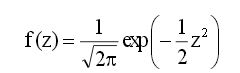 f(z) = 1/√2π exp(−1/2 z²)